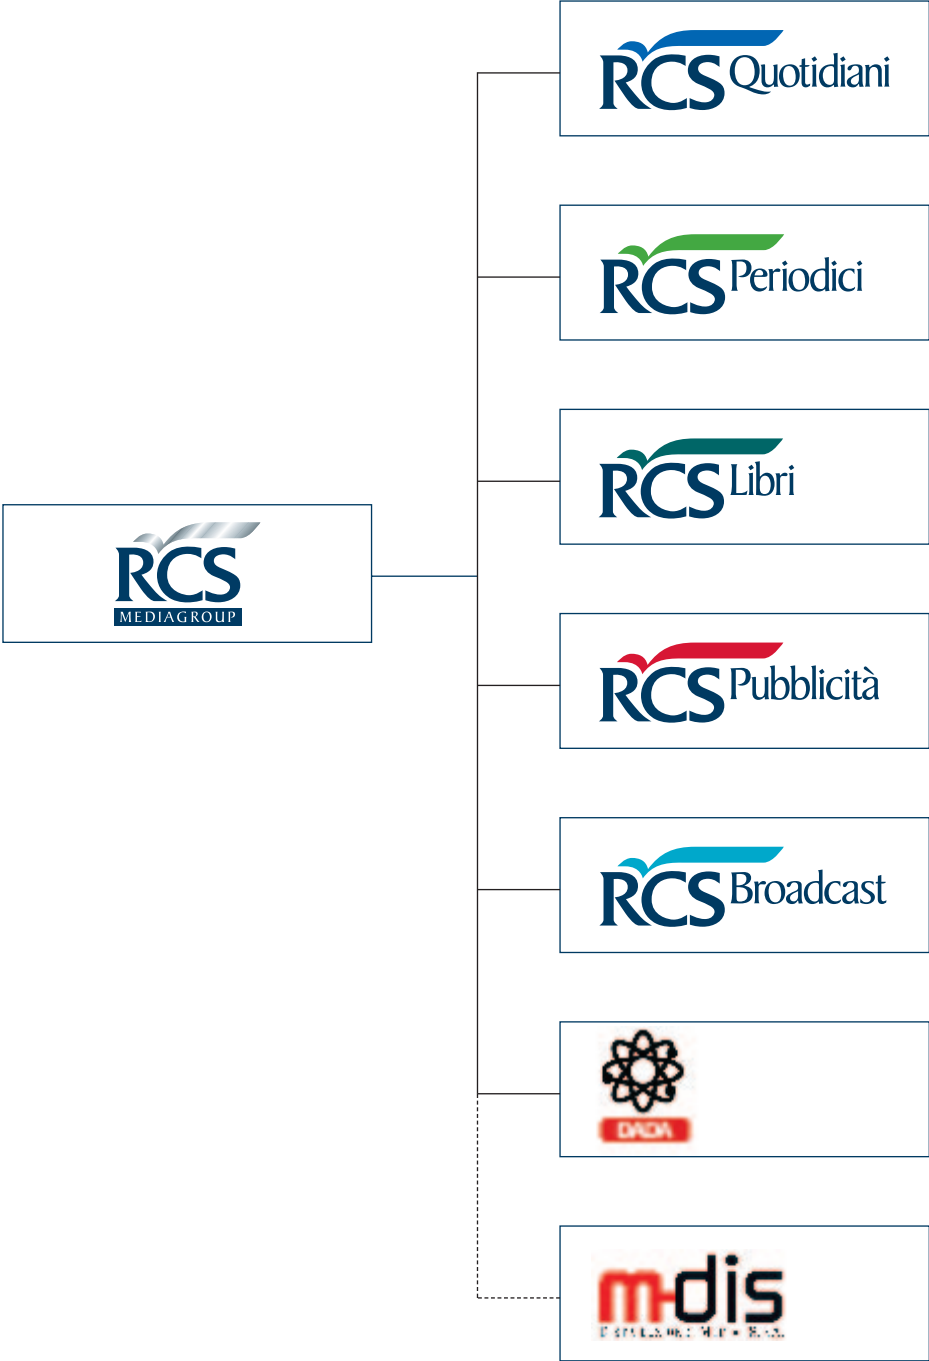 RCS Quotidiani
RCS Periodici
RCS Libri
RCS
MEDIAGROUP
RCS Pubblicità
RCS Broadcast
DADA
m-dis